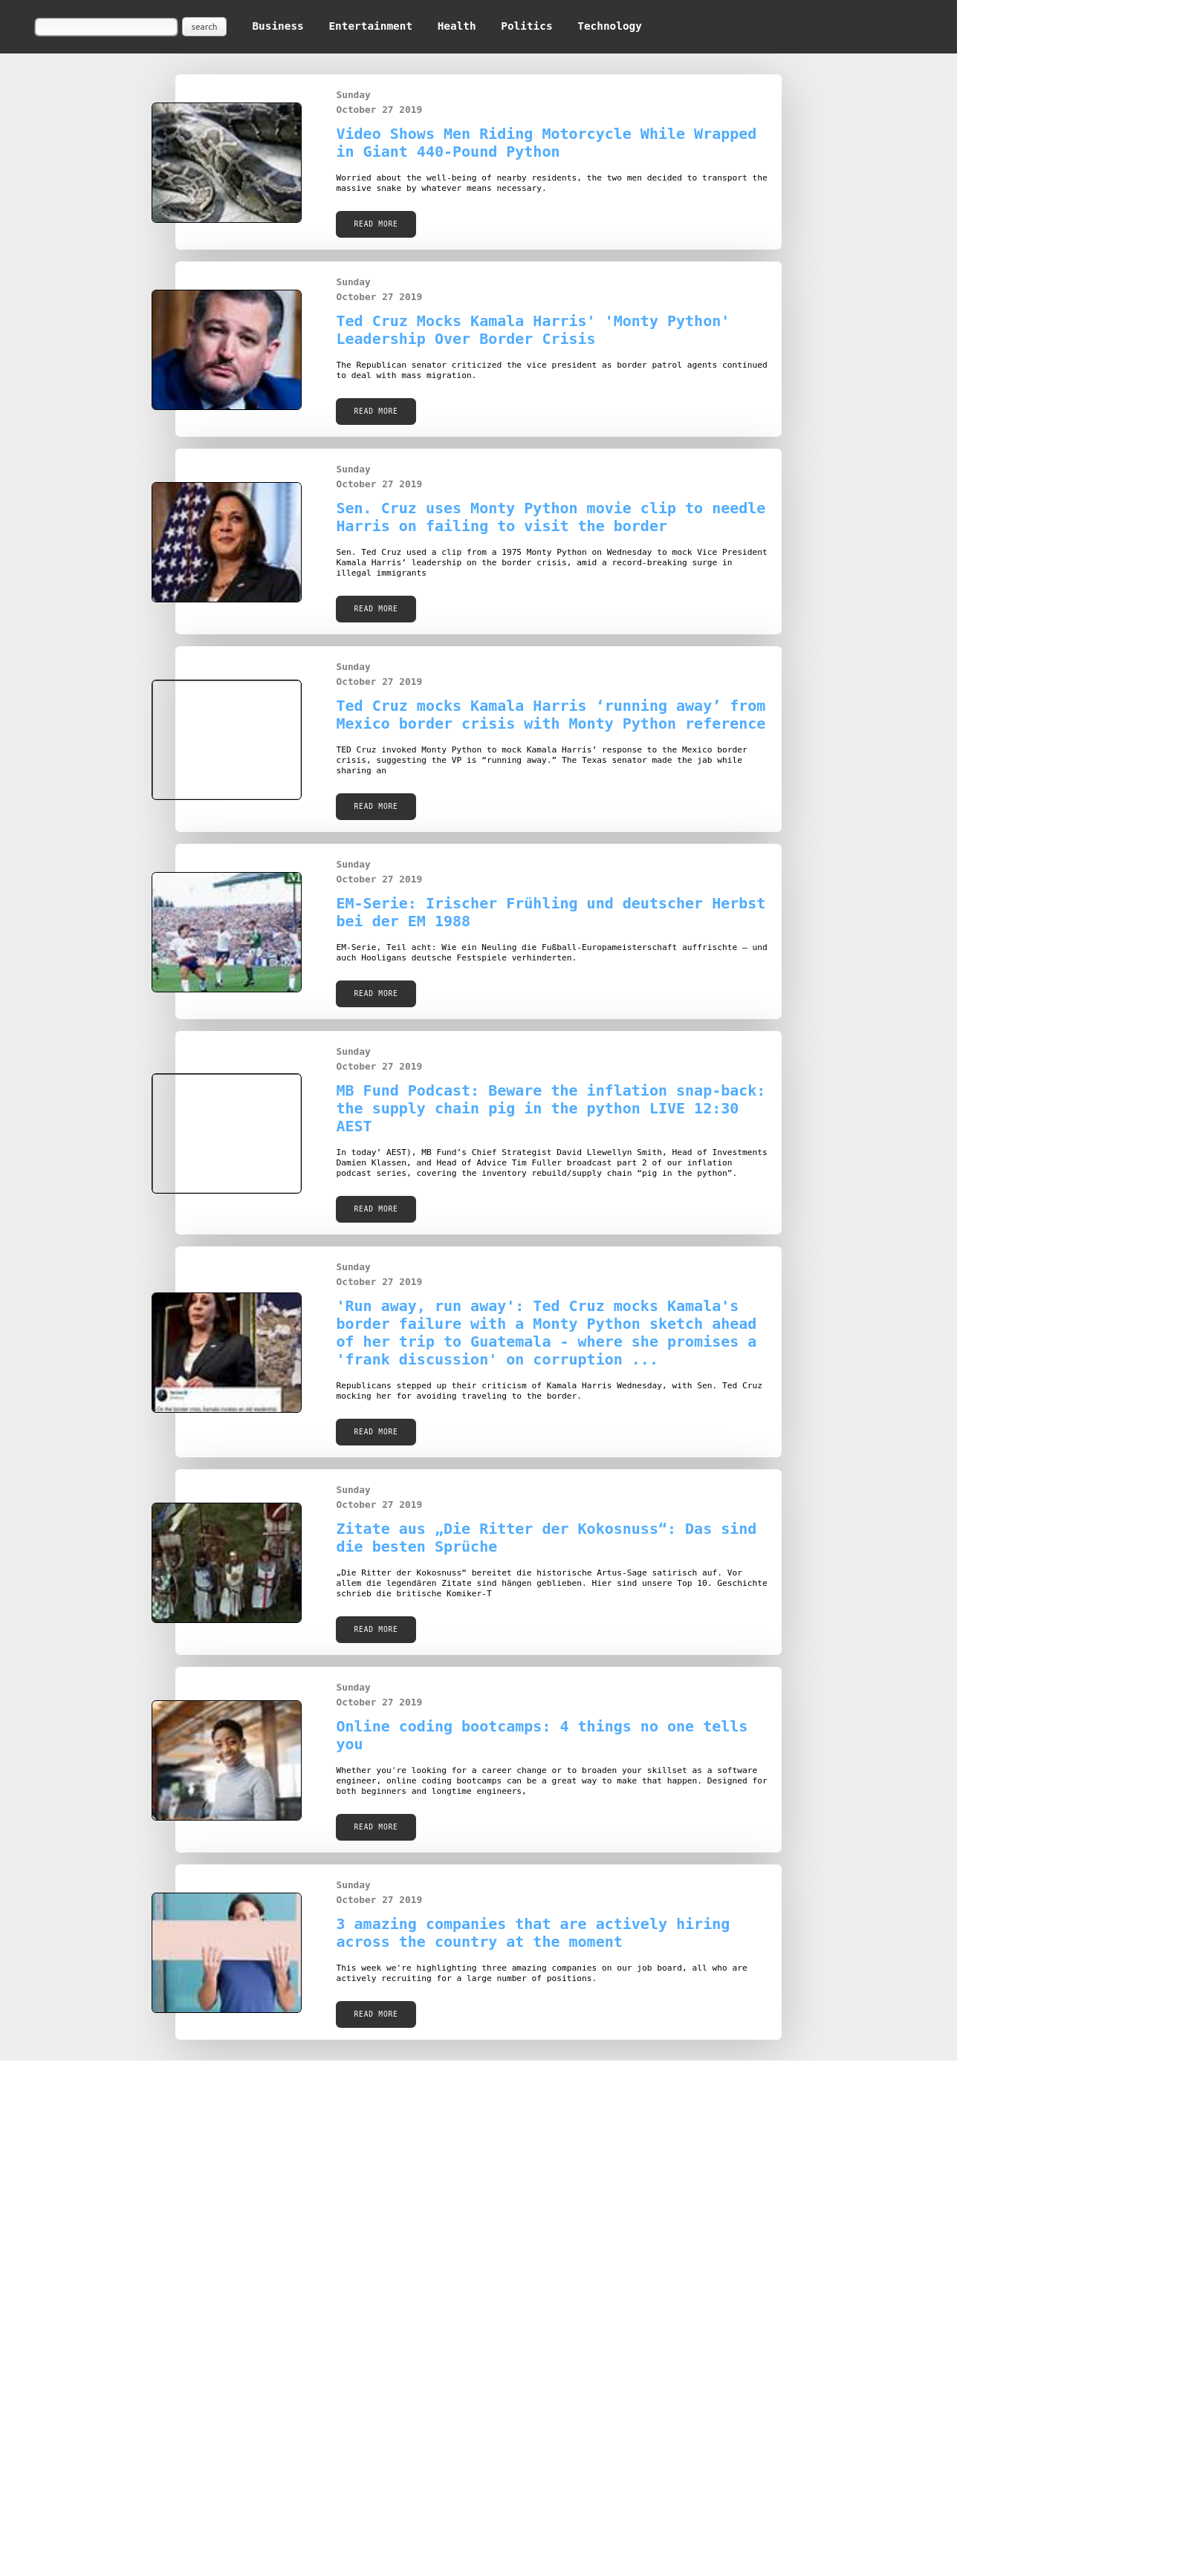 search Business Entertainment Health Politics Technology
Sunday
October 27 2019
Video Shows Men Riding Motorcycle While Wrapped
in Giant 440-Pound Python
Worried about the well-being of nearby residents, the two men decided to transport the
massive snake by whatever means necessary.
READ MORE
Sunday
October 27 2019
Ted Cruz Mocks Kamala Harris' 'Monty Python'
Leadership Over Border Crisis
The Republican senator criticized the vice president as border patrol agents continued
to deal with mass migration.
READ MORE
Sunday
October 27 2019
Sen. Cruz uses Monty Python movie clip to needle
Harris on failing to visit the border
Sen. Ted Cruz used a clip from a 1975 Monty Python on Wednesday to mock Vice President
Kamala Harris’ leadership on the border crisis, amid a record-breaking surge in
illegal immigrants
READ MORE
Sunday
October 27 2019
Ted Cruz mocks Kamala Harris ‘running away’ from
Mexico border crisis with Monty Python reference
TED Cruz invoked Monty Python to mock Kamala Harris’ response to the Mexico border
crisis, suggesting the VP is “running away.” The Texas senator made the jab while
sharing an
READ MORE
Sunday
October 27 2019
EM-Serie: Irischer Frühling und deutscher Herbst
bei der EM 1988
EM-Serie, Teil acht: Wie ein Neuling die Fußball-Europameisterschaft auffrischte – und
auch Hooligans deutsche Festspiele verhinderten.
READ MORE
Sunday
October 27 2019
MB Fund Podcast: Beware the inflation snap-back:
the supply chain pig in the python LIVE 12:30
AEST
In today’ AEST), MB Fund’s Chief Strategist David Llewellyn Smith, Head of Investments
Damien Klassen, and Head of Advice Tim Fuller broadcast part 2 of our inflation
podcast series, covering the inventory rebuild/supply chain “pig in the python”.
READ MORE
Sunday
October 27 2019
'Run away, run away': Ted Cruz mocks Kamala's
border failure with a Monty Python sketch ahead
of her trip to Guatemala - where she promises a
'frank discussion' on corruption ...
Republicans stepped up their criticism of Kamala Harris Wednesday, with Sen. Ted Cruz
mocking her for avoiding traveling to the border.
READ MORE
Sunday
October 27 2019
Zitate aus „Die Ritter der Kokosnuss“: Das sind
die besten Sprüche
„Die Ritter der Kokosnuss“ bereitet die historische Artus-Sage satirisch auf. Vor
allem die legendären Zitate sind hängen geblieben. Hier sind unsere Top 10. Geschichte
schrieb die britische Komiker-T
READ MORE
Sunday
October 27 2019
Online coding bootcamps: 4 things no one tells
you
Whether you're looking for a career change or to broaden your skillset as a software
engineer, online coding bootcamps can be a great way to make that happen. Designed for
both beginners and longtime engineers,
READ MORE
Sunday
October 27 2019
3 amazing companies that are actively hiring
across the country at the moment
This week we're highlighting three amazing companies on our job board, all who are
actively recruiting for a large number of positions.
READ MORE